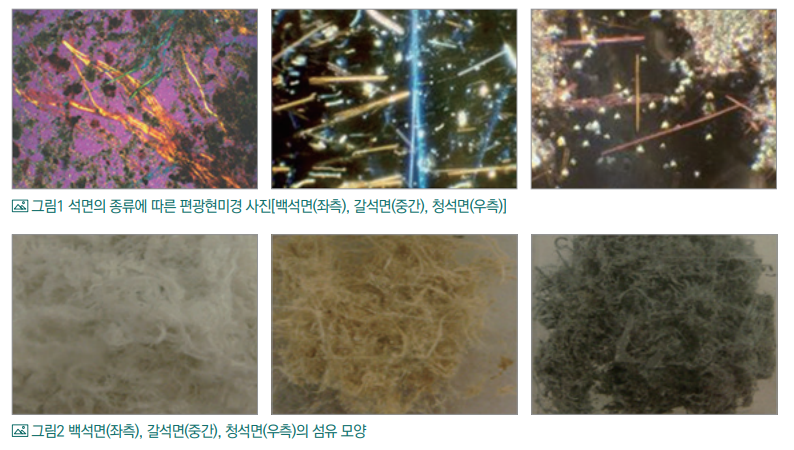 그림1 석면의 종류에 따른 편광현미경 사진[백석면(좌측), 갈석면(중간), 청석면(우측)]
그림2 백석면(좌측), 갈석면(중간), 청석면(우측)의 섬유 모양